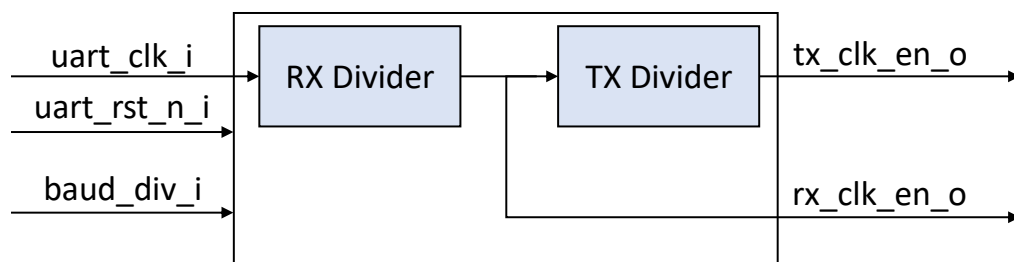 uart_clk_i
RX Divider
TX Divider
tx_clk_en_o
uart_rst_n_i
baud_div_i
rx_clk_en_o